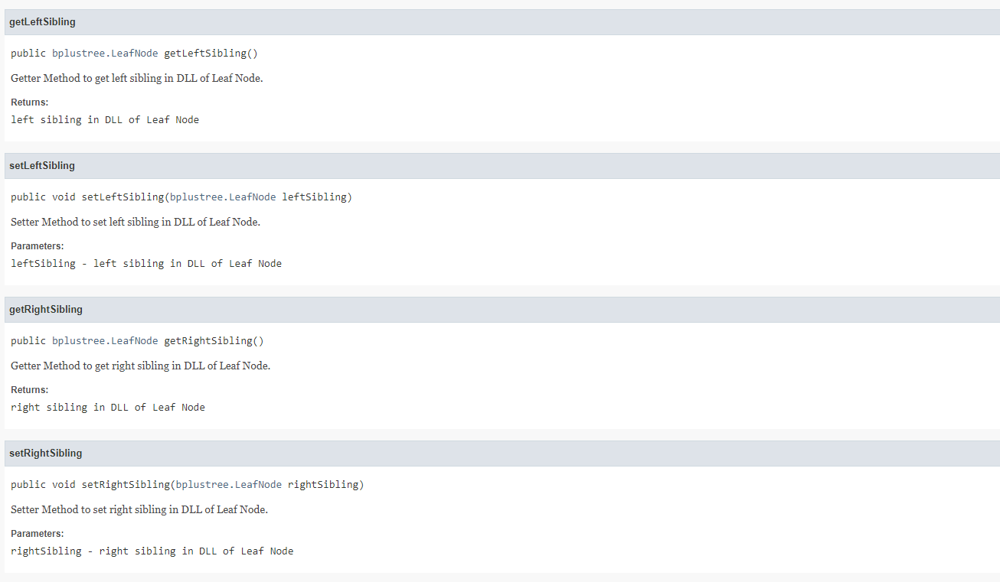 getLeftSibling
public bplustree.LeafNode getLeftSibling()
Getter Method to get left sibling in DLL of Leaf Node.
Returns:
left sibling in DLL of Leaf Node
setLeftSibling
public void setLeftSibling(bplustree.LeafNode leftSibling)
Setter Method to set left sibling in DLL of Leaf Node.
Parameters:
leftSibling - left sibling in DLL of Leaf Node
getRightSibling
public bplustree.LeafNode getRightSibling()
Getter Method to get right sibling in DLL of Leaf Node.
Returns:
right sibling in DLL of Leaf Node
setRightSibling
public void setRightSibling(bplustree.LeafNode rightSibling)
Setter Method to set right sibling in DLL of Leaf Node.
Parameters:
rightSibling - right sibling in DLL of Leaf Node